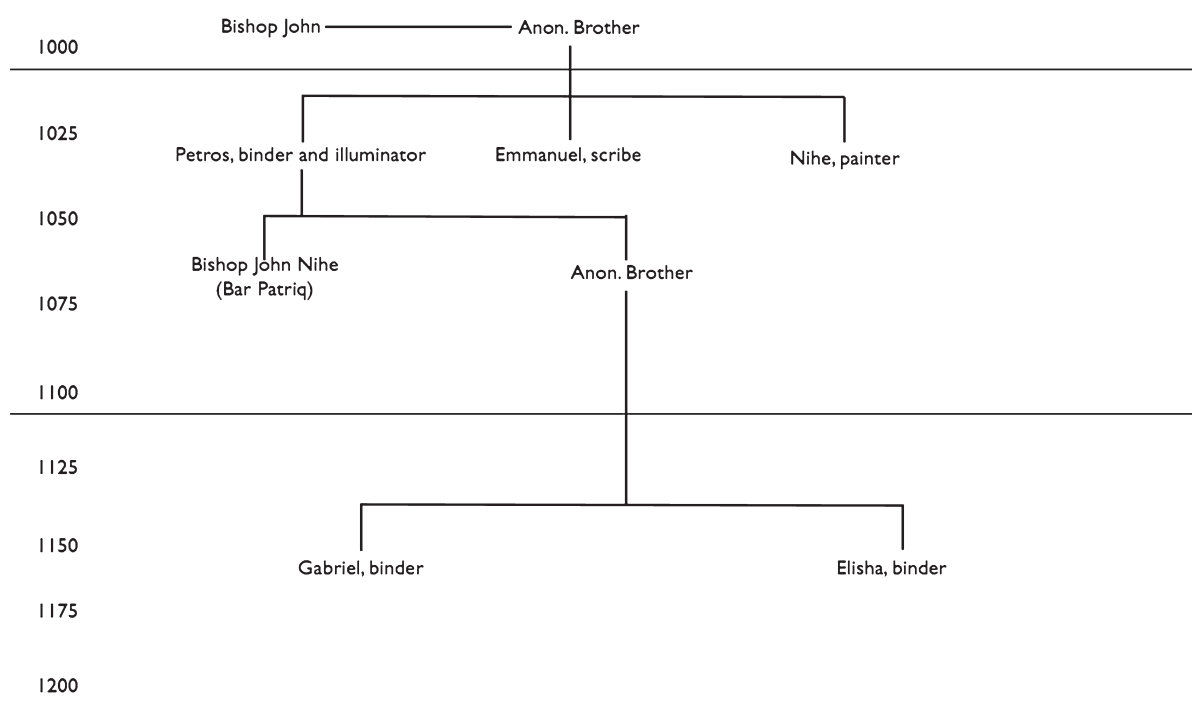 Bishop John Anon. Brother
1000
1025
Petros, binder and illuminator Emmanuel, scribe Nihe, painter
1050
Bishop John Nihe
(Bar Patriq)
Anon. Brother
1075
1100
1125
1150
Gabriel, binder Elisha, binder
1175
1200